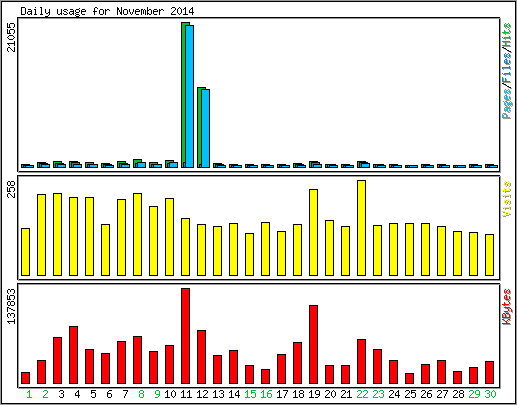 Daily usage for November 2014
21055
Pages/Files/Hits
258
Visits
137853
KBytes
1 2 3 4 5 6 7 8 9 10 11 12 13 14 15 16 17 18 19 20 21 22 23 24 25 26 27 28 29 30